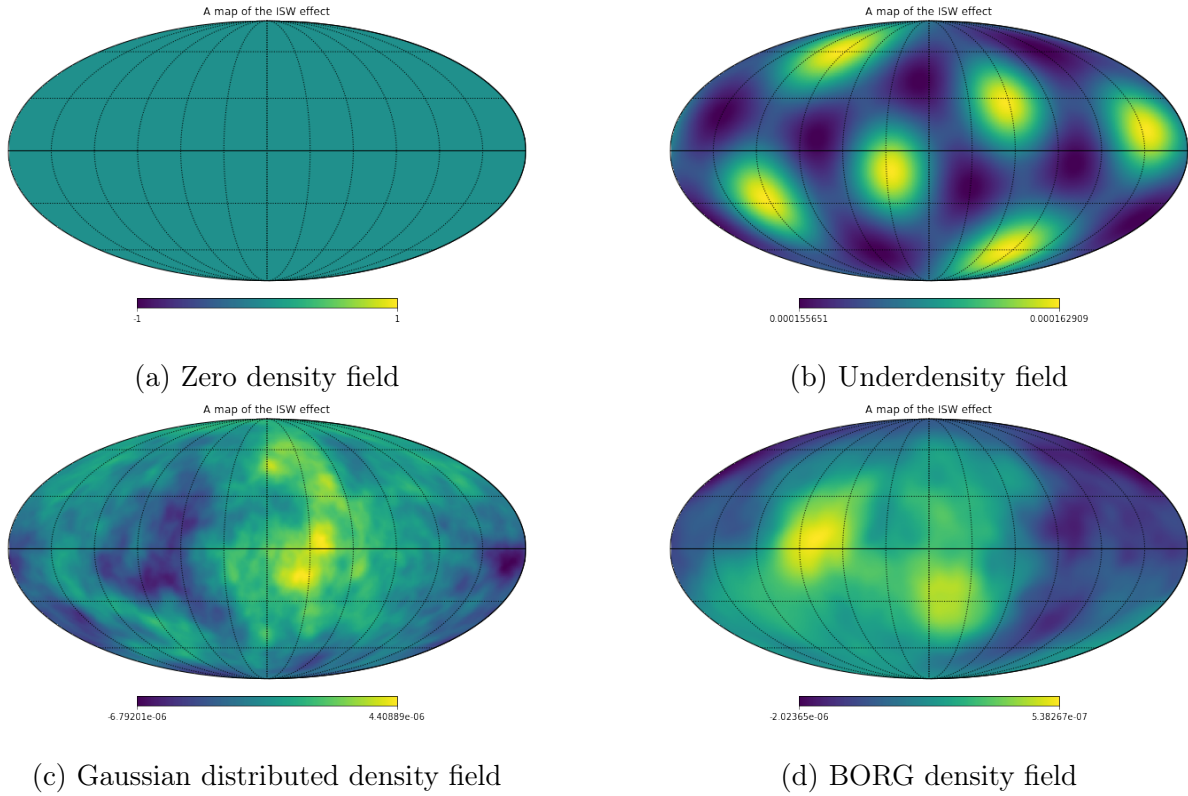 A map of the ISW effect
A map of the ISW effect
-1 1
0.000155651 0.000162909
(a) Zero density field
(b) Underdensity field
A map of the ISW effect
A map of the ISW effect
-6.79201e-06 4.40889e-06
-2.02365e-06 5.38267e-07
(c) Gaussian distributed density field
(d) BORG density field